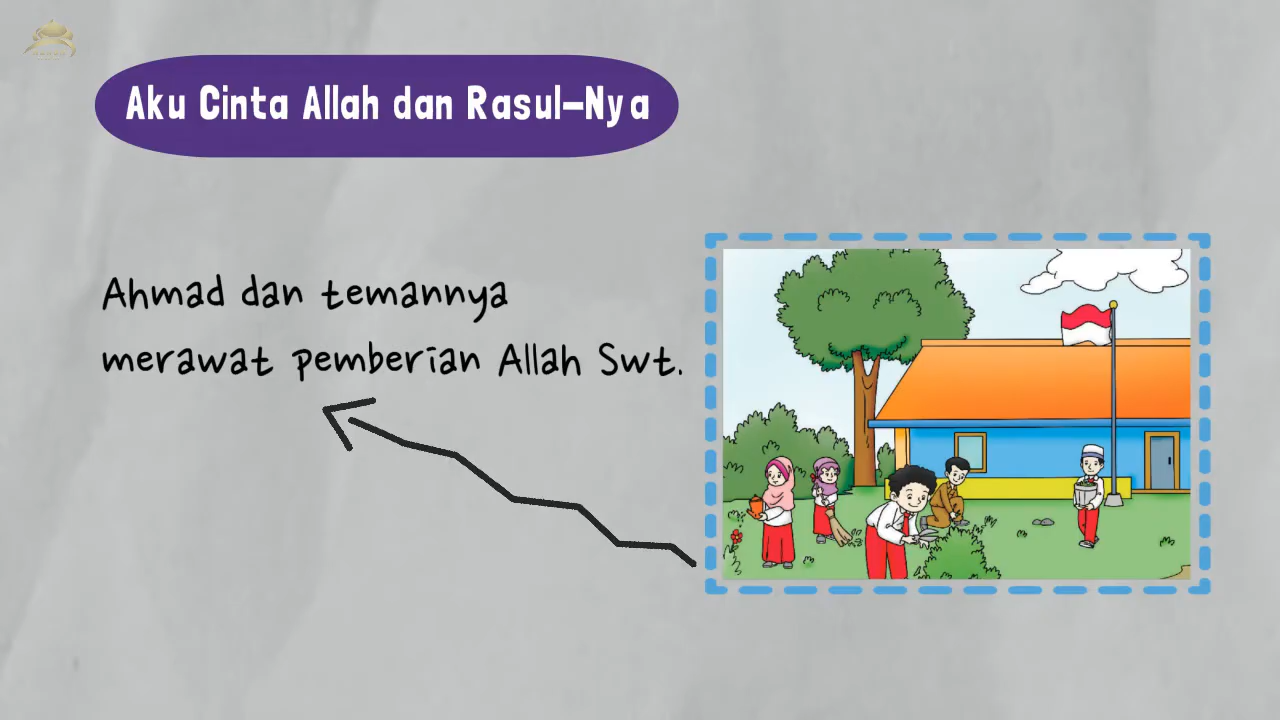 Aku Cinta Allah dan Rasul-Nya
Ahmad dan temannya
merawat pemberian Allah Swt.